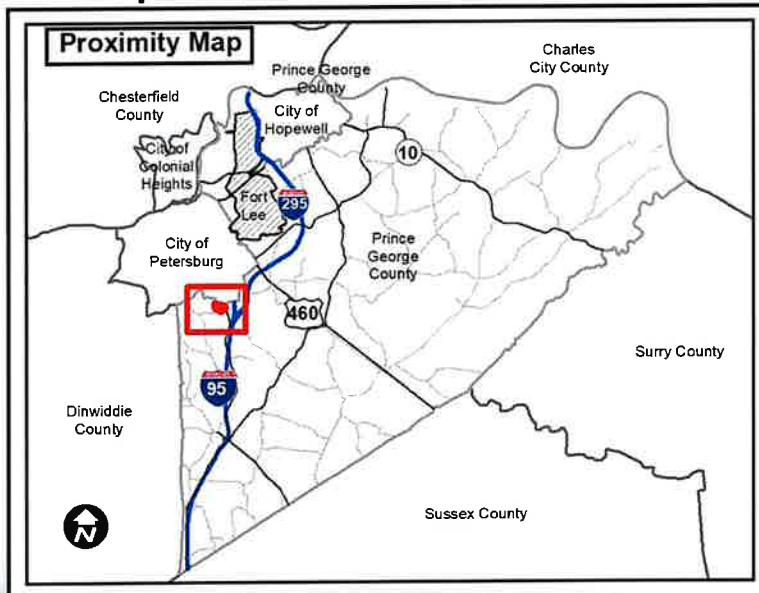 Proximity Map
Charles
City County
Prince George
County
Chesterfield
County
City of
Hopewell
City of
Colonial
Heights
10
Fort
Lee
295
City of
Petersburg
Prince
George
County
460
Surry County
95
Dinwiddie
County
Sussex County
N